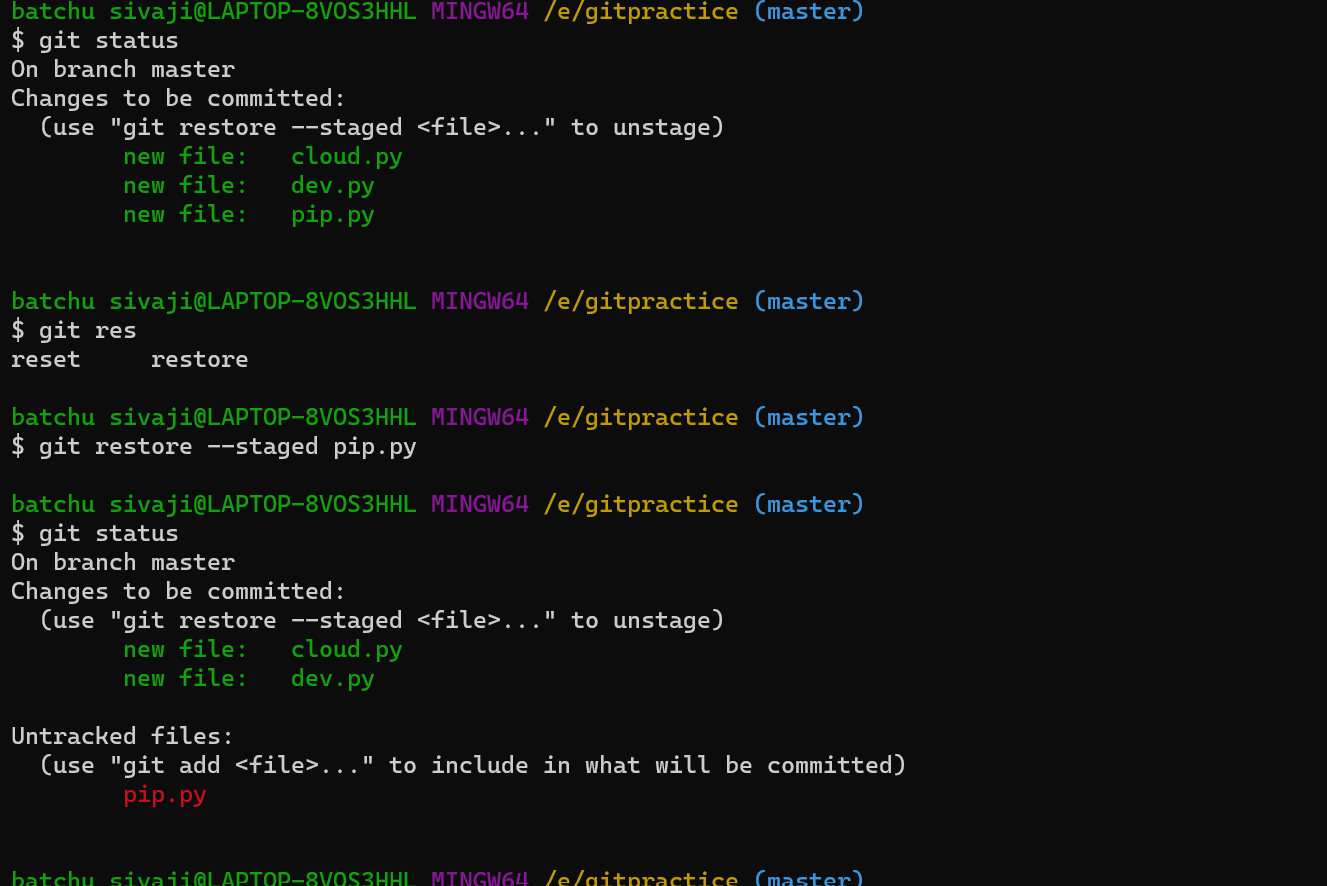 batchu sivaji@LAPTOP-8VOS3HHL MINGW64 /e/gitpractice (master)
$ git status
On branch master
Changes to be committed:
  (use "git restore --staged <file>..." to unstage)
        new file:   cloud.py
        new file:   dev.py
        new file:   pip.py

batchu sivaji@LAPTOP-8VOS3HHL MINGW64 /e/gitpractice (master)
$ git res
reset     restore

batchu sivaji@LAPTOP-8VOS3HHL MINGW64 /e/gitpractice (master)
$ git restore --staged pip.py

batchu sivaji@LAPTOP-8VOS3HHL MINGW64 /e/gitpractice (master)
$ git status
On branch master
Changes to be committed:
  (use "git restore --staged <file>..." to unstage)
        new file:   cloud.py
        new file:   dev.py

Untracked files:
  (use "git add <file>..." to include in what will be committed)
        pip.py

batchu sivaji@LAPTOP-8VOS3HHL MINGW64 /e/gitpractice (master)